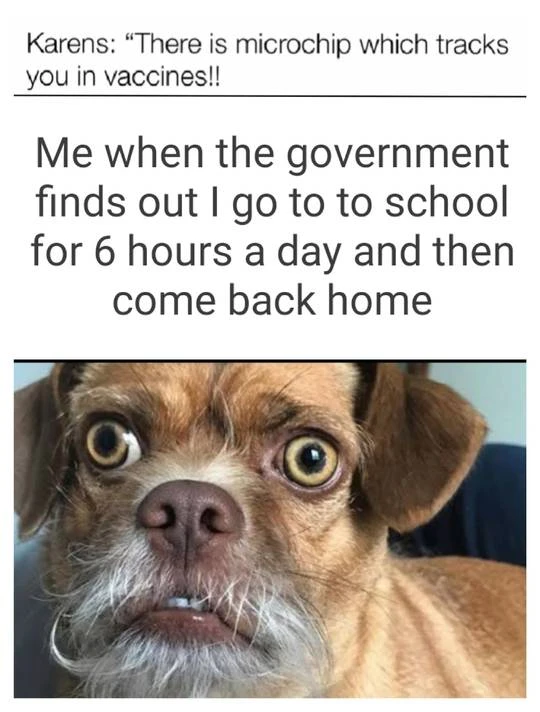 Karens: “There is microchip which tracks
you in vaccines!!
Me when the government
finds out I go to to school
for 6 hours a day and then
come back home